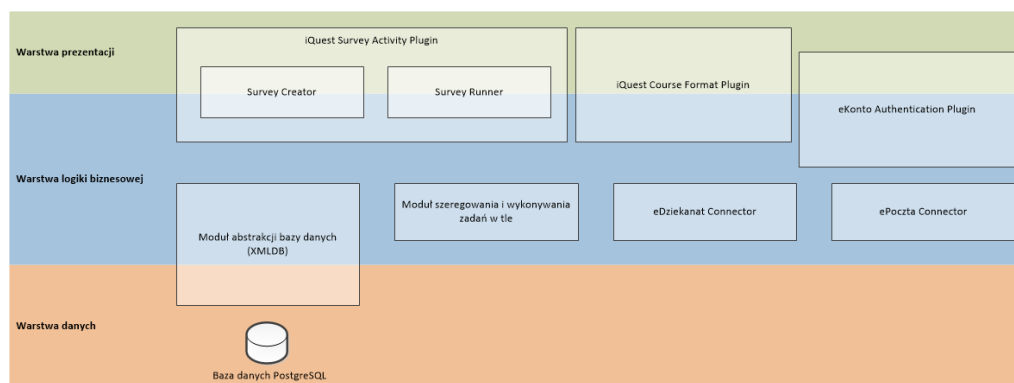 Warstwa prezentacji
iQuest Survey Activity Plugin
Survey Creator
Survey Runner
iQuest Course Format Plugin
eKonto Authentication Plugin
Warstwa logiki biznesowej
Moduł abstrakcji bazy danych
(XMLDB)
Moduł szeregowania i wykonywania
zadań w tle
eDziekanat Connector
ePoczta Connector
Warstwa danych
Baza danych PostgreSQL